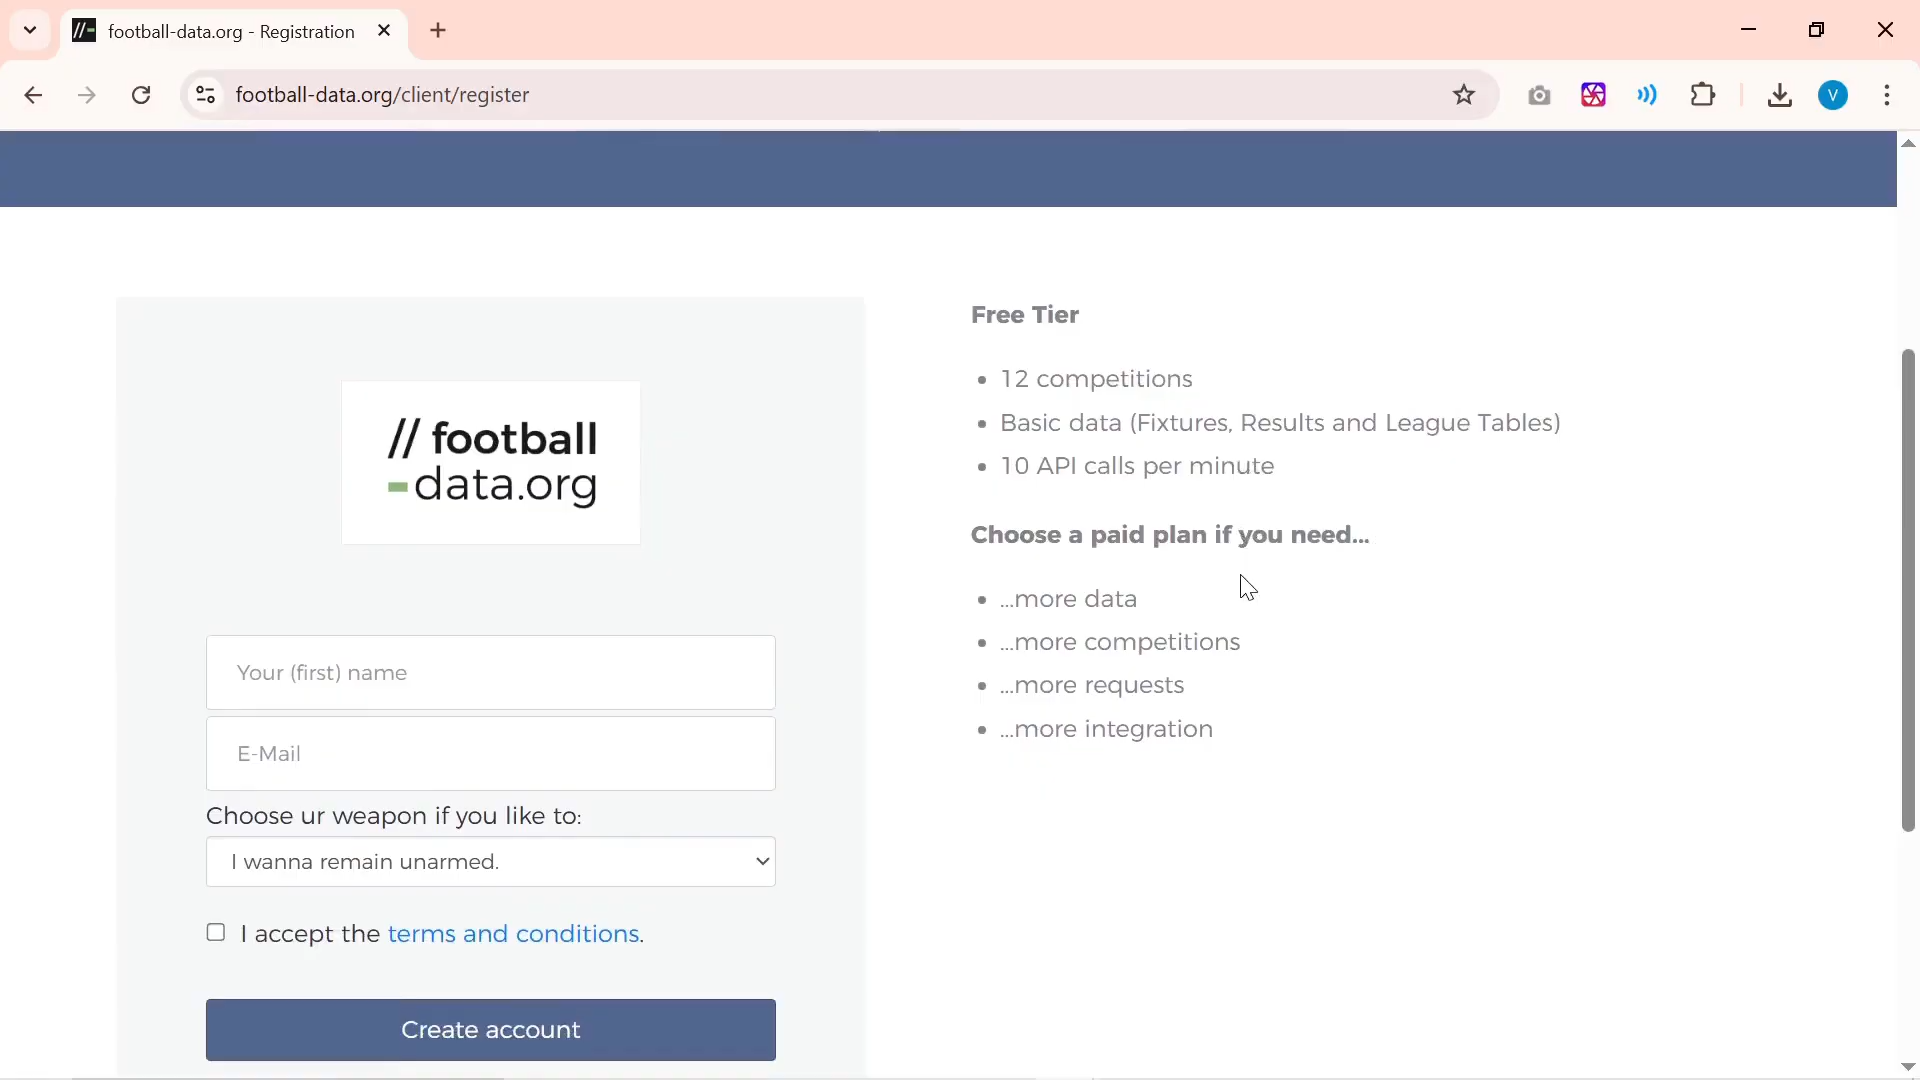 football-data.org - Registration
football-data.org/client/register
V
// football
-data.org
Your (first) name
E-Mail
Choose ur weapon if you like to:
I wanna remain unarmed.
I accept the terms and conditions.
Create account
Free Tier
12 competitions
Basic data (Fixtures, Results and League Tables)
10 API calls per minute
Choose a paid plan if you need...
...more data
...more competitions
...more requests
...more integration